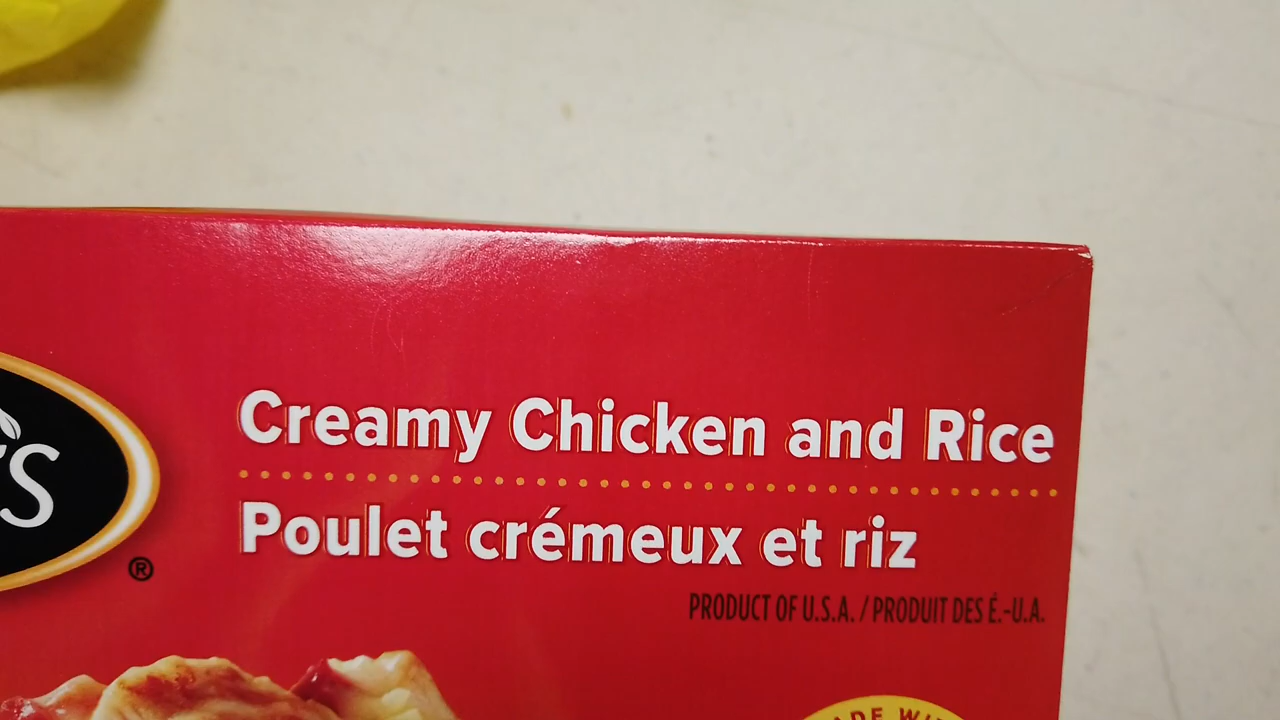 Creamy Chicken and Rice
Poulet crémeux et riz
PRODUCT OF U.S.A. / PRODUIT DES É.-U.A.
'S
®